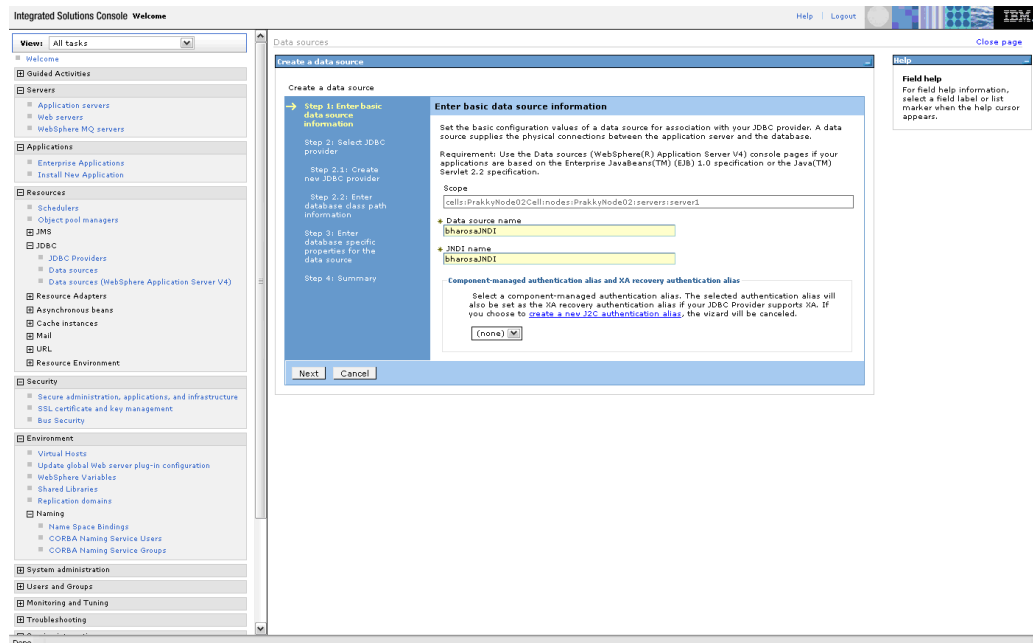 Integrated Solutions Console Welcome
Help | Logout
IBM
View: All tasks
Welcome
Guided Activities
Servers
Application servers
Web servers
WebSphere MQ servers
Applications
Enterprise Applications
Install New Application
Resources
Schedulers
Object pool managers
JMS
JDBC
JDBC Providers
Data sources
Data sources (WebSphere Application Server V4)
Resource Adapters
Asynchronous beans
Cache instances
Mail
URL
Resource Environment
Security
Secure administration, applications, and infrastructure
SSL certificate and key management
Bus Security
Environment
Virtual Hosts
Update global Web server plug-in configuration
WebSphere Variables
Shared Libraries
Replication domains
Naming
Name Space Bindings
CORBA Naming Service Users
CORBA Naming Service Groups
System administration
Users and Groups
Monitoring and Tuning
Troubleshooting
Data sources
Close page
Create a data source
Create a data source
Step 1: Enter basic
data source
information
Step 2: Select JDBC
provider
Step 2.1: Create
new JDBC provider
Step 2.2: Enter
database class path
information
Step 3: Enter
database specific
properties for the
data source
Step 4: Summary
Enter basic data source information
Set the basic configuration values of a data source for association with your JDBC provider. A data
source supplies the physical connections between the application server and the database.
Requirement: Use the Data sources (WebSphere(R) Application Server V4) console pages if your
applications are based on the Enterprise JavaBeans(TM) (EJB) 1.0 specification or the Java(TM)
Servlet 2.2 specification.
Scope
cells:PrakkyNode02Cell:nodes:PrakkyNode02:servers:server1
Data source name
bharosaJNDI
JNDI name
bharosaJNDI
Component-managed authentication alias and XA recovery authentication alias
Select a component-managed authentication alias. The selected authentication alias will
also be set as the XA recovery authentication alias if your JDBC Provider supports XA. If
you choose to create a new J2C authentication alias, the wizard will be canceled.
(none)
Next
Cancel
Help
Field help
For field help information,
select a field label or list
marker when the help cursor
appears.